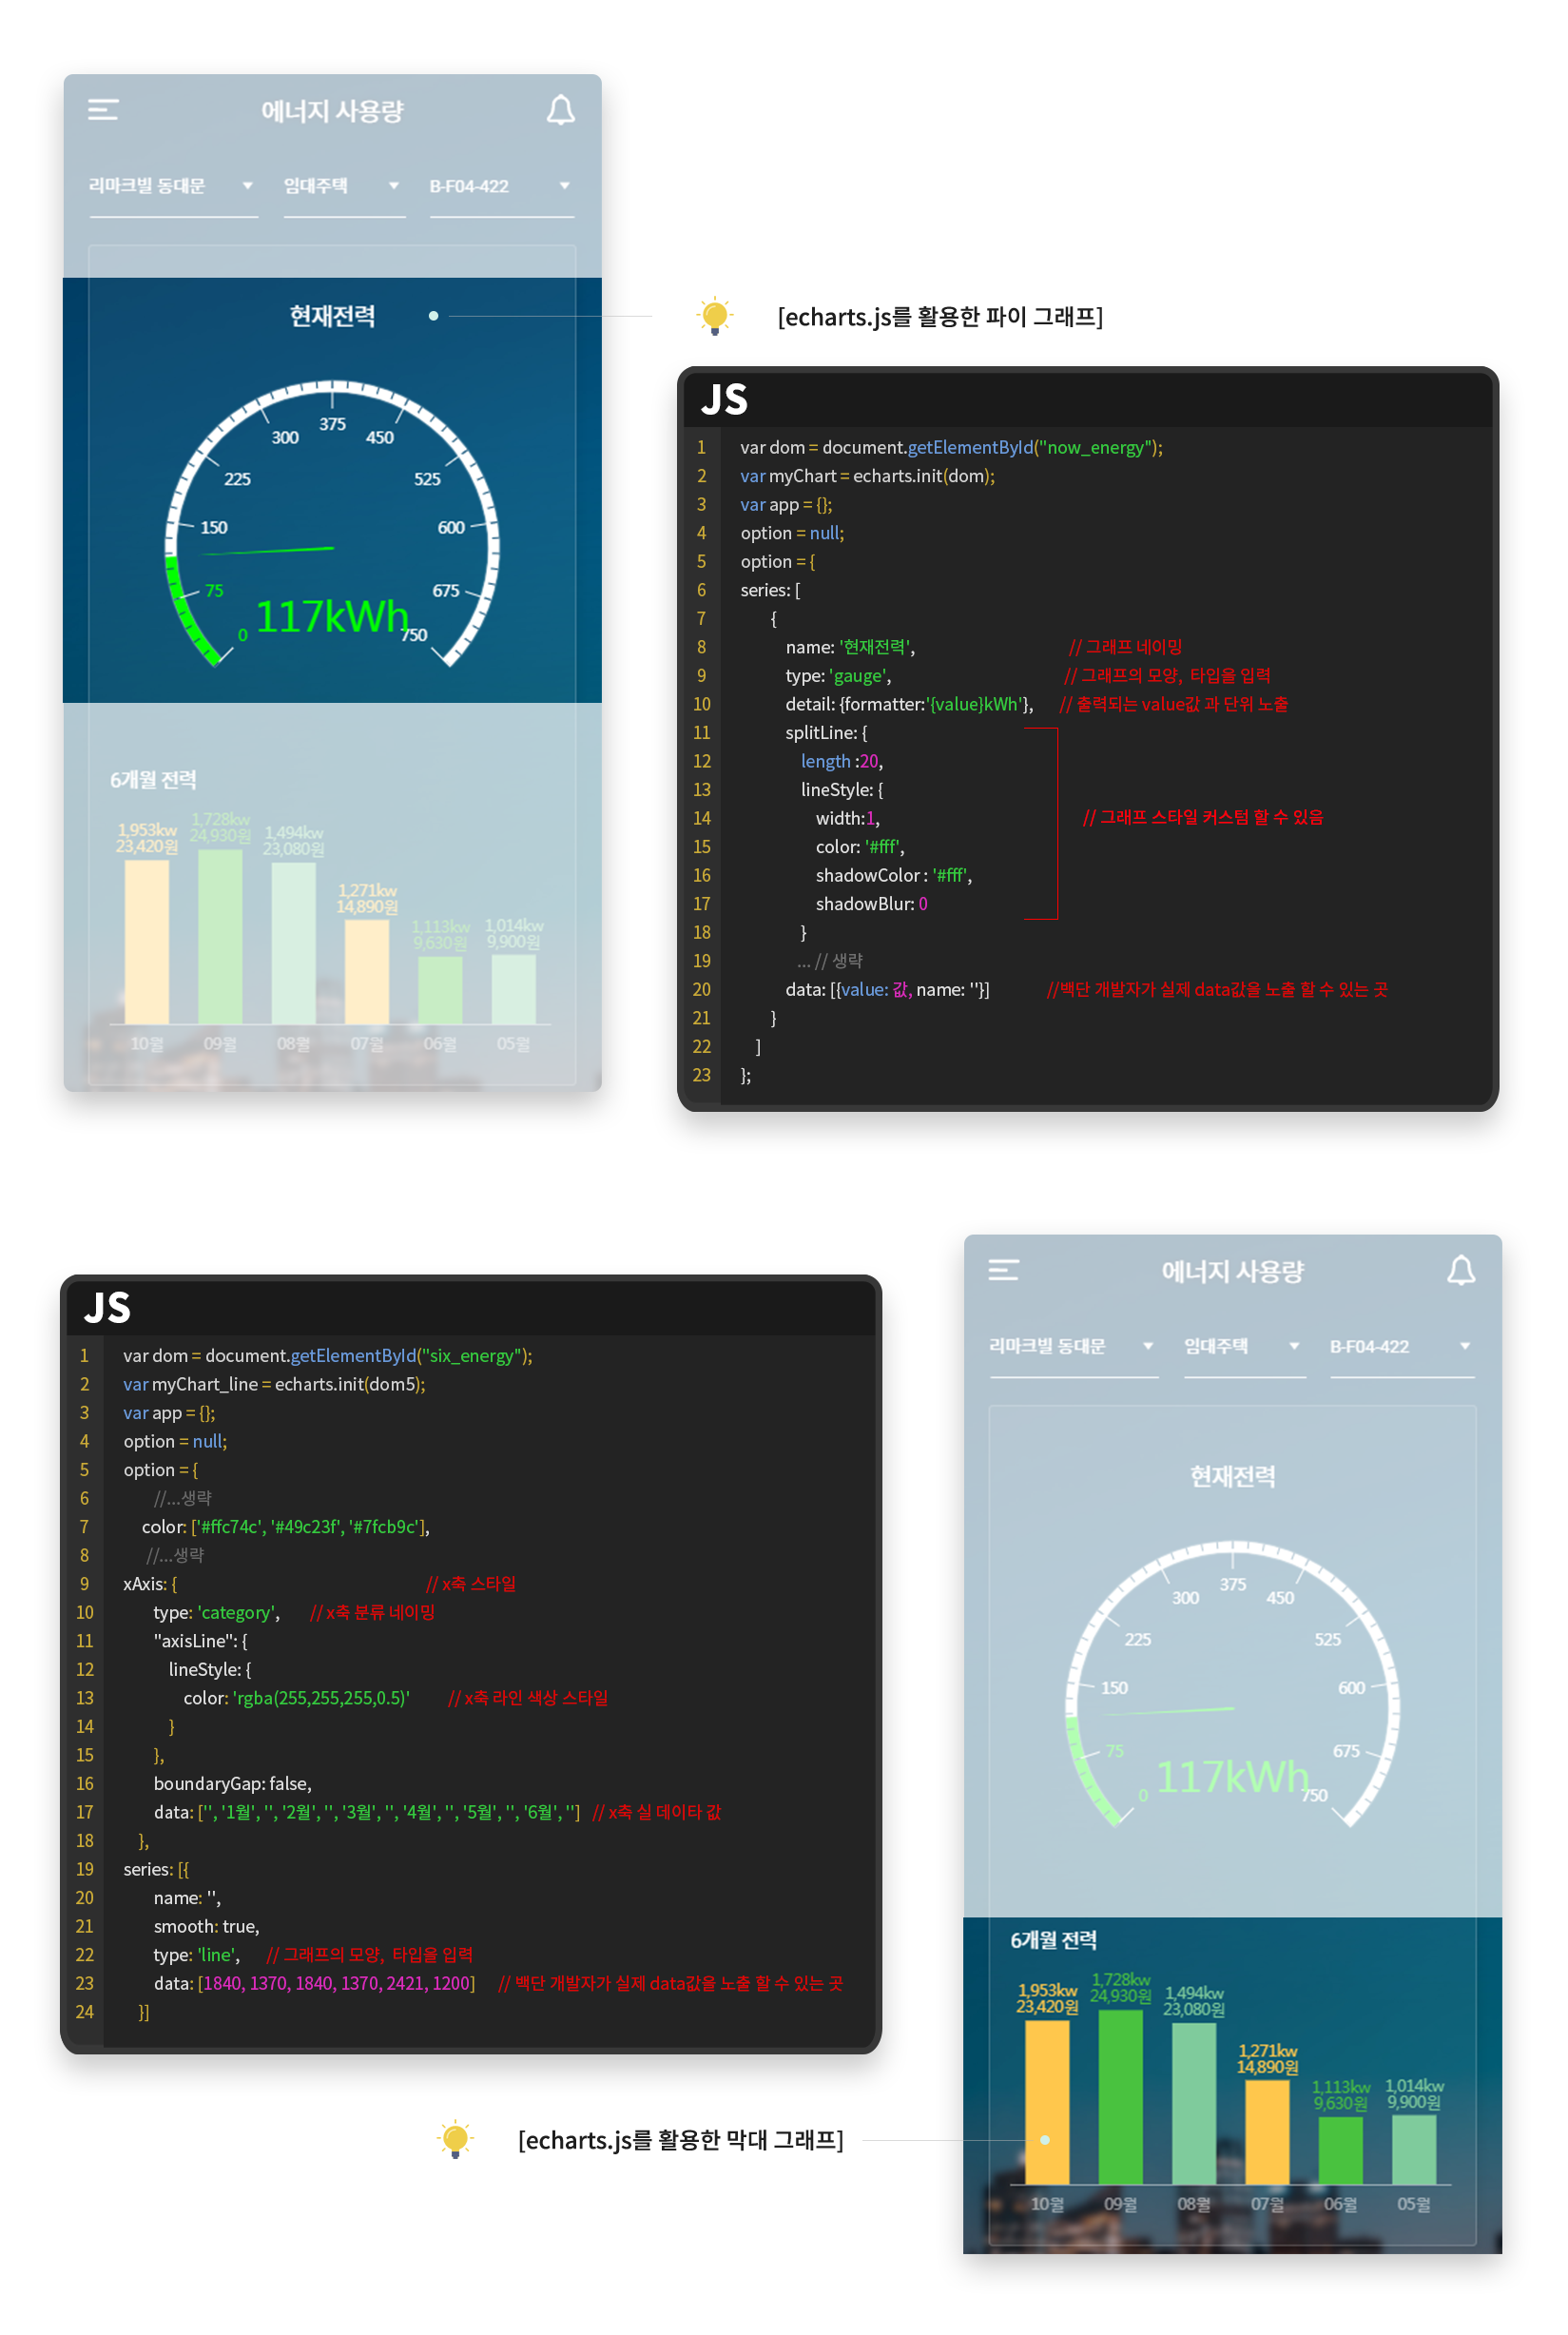 에너지 사용량
리마크빌 동대문 임대주택 B-F04-422
현재전력
375
300 450
225 525
150 600
75 675
0 117kWh 750
6개월 전력
1,953kw 1,728kw 1,494kw 1,271kw 1,113kw 1,014kw
23,420원 24,930원 23,080원 14,890원 9,630원 9,900원
10월 09월 08월 07월 06월 05월
[echarts.js를 활용한 파이 그래프]
JS
1 var dom = document.getElementById("now_energy");
2 var myChart = echarts.init(dom);
3 var app = {};
4 option = null;
5 option = {
6 series: [
7 {
8 name: '현재전력', // 그래프 네이밍
9 type: 'gauge', // 그래프의 모양, 타입을 입력
10 detail: {formatter:'{value}kWh'}, // 출력되는 value값 과 단위 노출
11 splitLine: {
12 length :20,
13 lineStyle: {
14 width:1, // 그래프 스타일 커스텀 할 수 있음
15 color: '#fff',
16 shadowColor : '#fff',
17 shadowBlur: 0
18 }
19 ... // 생략
20 data: [{value: 값, name: ''}] //백단 개발자가 실제 data값을 노출 할 수 있는 곳
21 }
22 ]
23 };
JS
1 var dom = document.getElementById("six_energy");
2 var myChart_line = echarts.init(dom5);
3 var app = {};
4 option = null;
5 option = {
6 //...생략
7 color: ['#ffc74c', '#49c23f', '#7fcb9c'],
8 //...생략
9 xAxis: { // x축 스타일
10 type: 'category', // x축 분류 네이밍
11 "axisLine": {
12 lineStyle: {
13 color: 'rgba(255,255,255,0.5)' // x축 라인 색상 스타일
14 }
15 },
16 boundaryGap: false,
17 data: ['', '1월', '', '2월', '', '3월', '', '4월', '', '5월', '', '6월', ''] // x축 실 데이타 값
18 },
19 series: [{
20 name: '',
21 smooth: true,
22 type: 'line', // 그래프의 모양, 타입을 입력
23 data: [1840, 1370, 1840, 1370, 2421, 1200] // 백단 개발자가 실제 data값을 노출 할 수 있는 곳
24 }]
[echarts.js를 활용한 막대 그래프]
에너지 사용량
리마크빌 동대문 임대주택 B-F04-422
현재전력
375
300 450
225 525
150 600
75 675
0 117kWh 750
6개월 전력
1,953kw 1,728kw 1,494kw 1,271kw 1,113kw 1,014kw
23,420원 24,930원 23,080원 14,890원 9,630원 9,900원
10월 09월 08월 07월 06월 05월